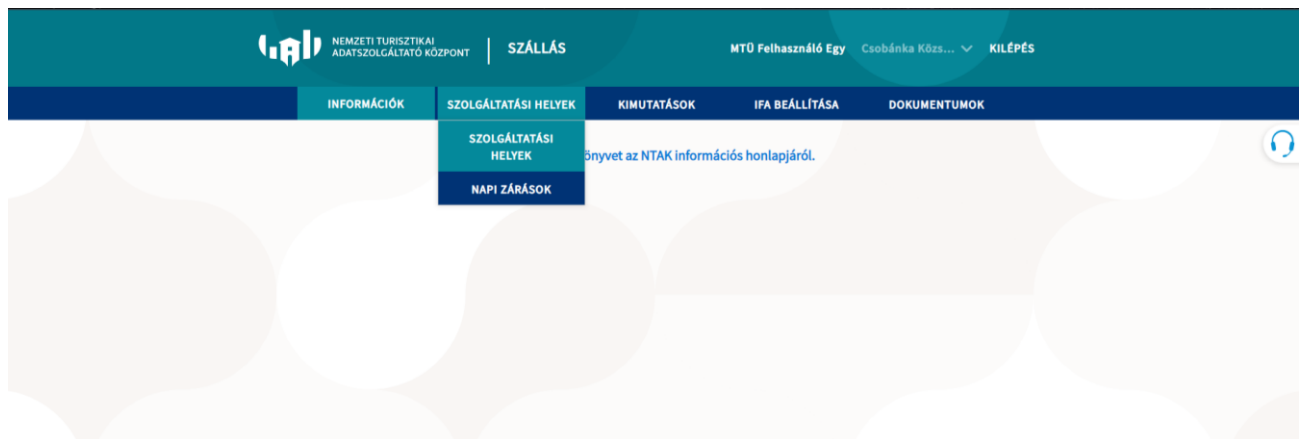 NEMZETI TURISZTIKAI
ADATSZOLGÁLTATÓ KÖZPONT
SZÁLLÁS
MTÜ Felhasználó Egy Csobánka Közs... KILÉPÉS
INFORMÁCIÓK SZOLGÁLTATÁSI HELYEK KIMUTATÁSOK IFA BEÁLLÍTÁSA DOKUMENTUMOK
SZOLGÁLTATÁSI
HELYEK
önyvet az NTAK információs honlapjáról.
NAPI ZÁRÁSOK